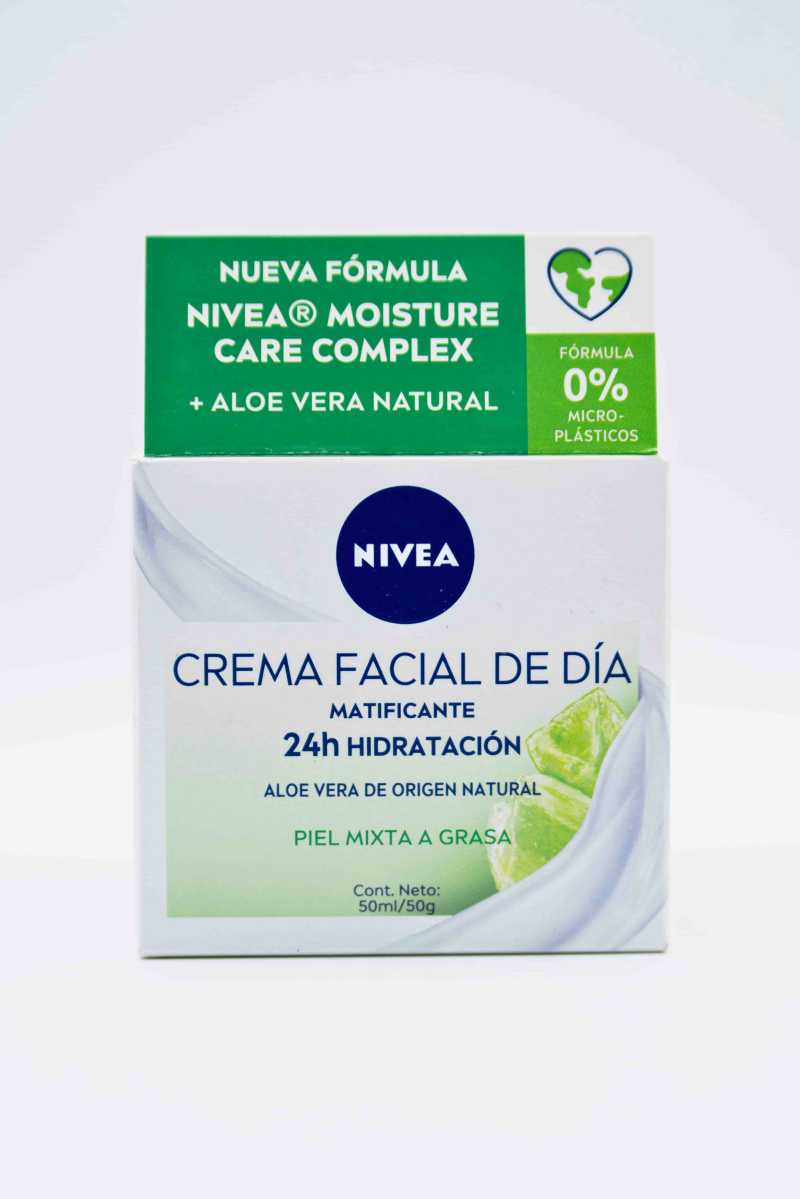 NUEVA FÓRMULA
NIVEA® MOISTURE
CARE COMPLEX
+ ALOE VERA NATURAL
FÓRMULA
0%
MICRO-
PLÁSTICOS
NIVEA
CREMA FACIAL DE DÍA
MATIFICANTE
24h HIDRATACIÓN
ALOE VERA DE ORIGEN NATURAL
PIEL MIXTA A GRASA
Cont. Neto:
50ml/50g